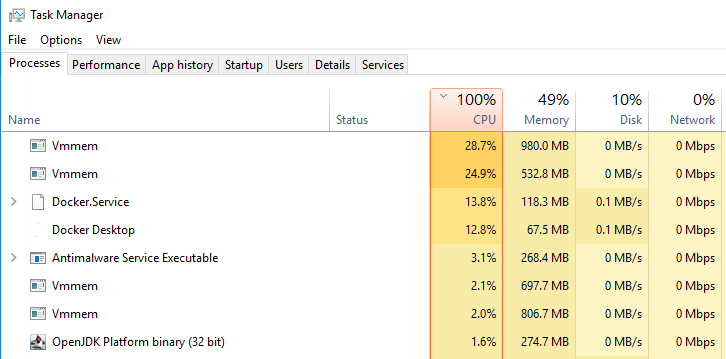 Task Manager
File Options View
Processes Performance App history Startup Users Details Services
100% 49% 10% 0%
Name Status CPU Memory Disk Network
Vmmem 28.7% 980.0 MB 0 MB/s 0 Mbps
Vmmem 24.9% 532.8 MB 0 MB/s 0 Mbps
Docker.Service 13.8% 118.3 MB 0.1 MB/s 0 Mbps
Docker Desktop 12.8% 67.5 MB 0.1 MB/s 0 Mbps
Antimalware Service Executable 3.1% 268.4 MB 0 MB/s 0 Mbps
Vmmem 2.1% 697.7 MB 0 MB/s 0 Mbps
Vmmem 2.0% 806.7 MB 0 MB/s 0 Mbps
OpenJDK Platform binary (32 bit) 1.6% 274.7 MB 0 MB/s 0 Mbps